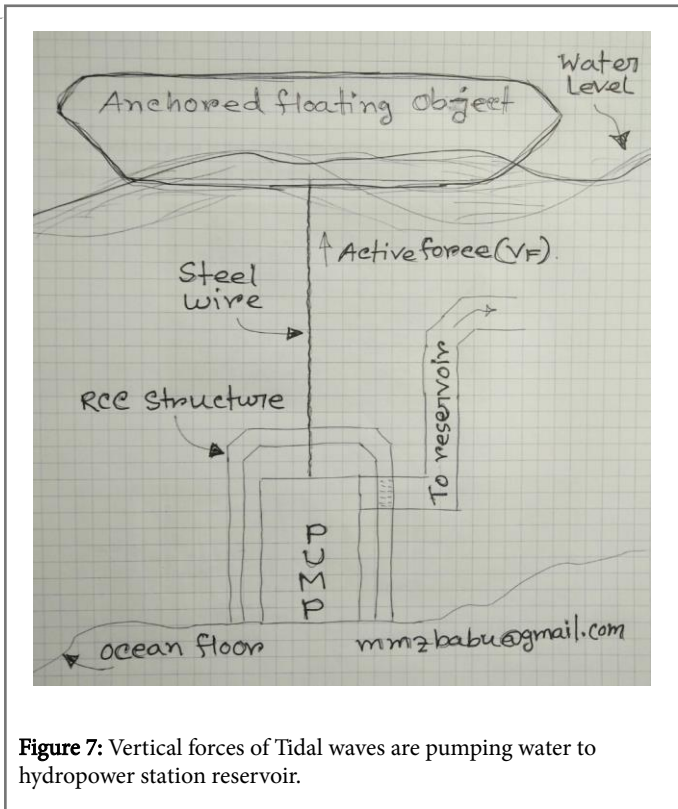 Water
Level
Anchored floating object
Active force (VF).
Steel
wire
RCC structure
To reservoir
PUMP
ocean floor
mmzbabu@gmail.com
Figure 7: Vertical forces of Tidal waves are pumping water to
hydropower station reservoir.